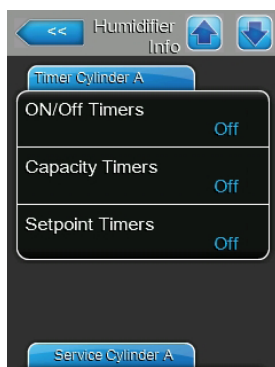 << Humidifier
Info
Timer Cylinder A
ON/Off Timers
Off
Capacity Timers
Off
Setpoint Timers
Off
Service Cylinder A